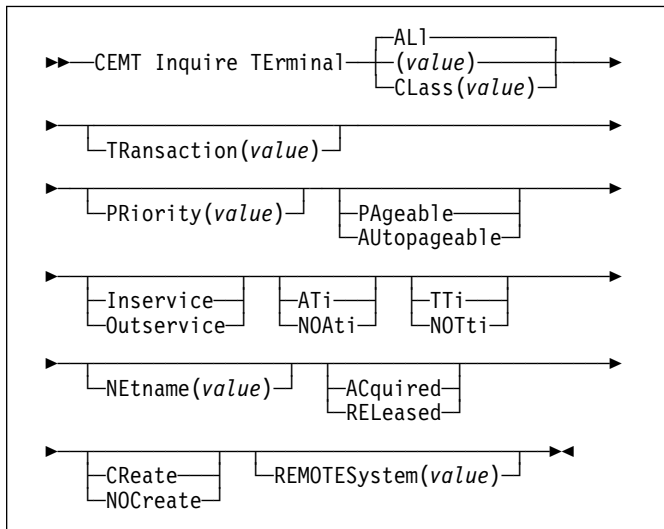 ALl
CEMT Inquire TErminal (value)
CLass(value)
TRansaction(value)
PRiority(value) PAgeable
AUtopageable
Inservice ATi TTi
Outservice NOAti NOTti
NEtname(value) ACquired
RELeased
CReate REMOTESystem(value)
NOCreate